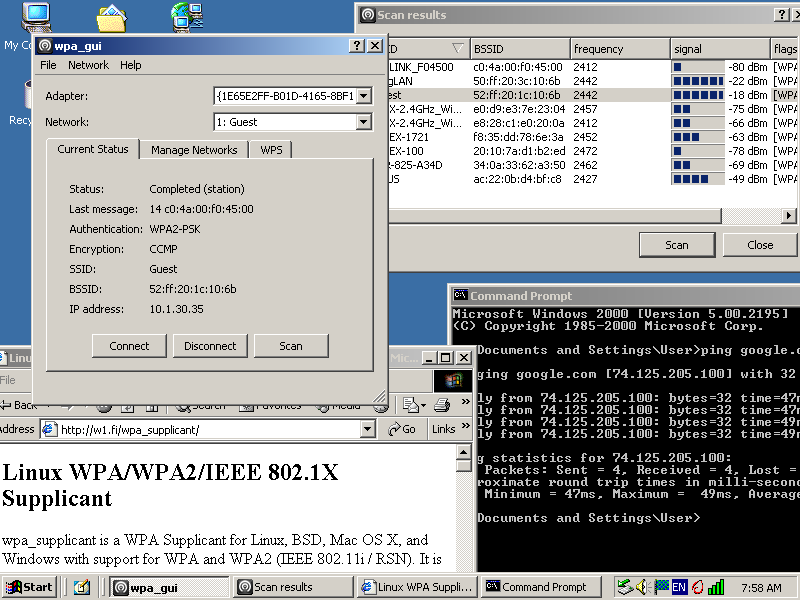 My Co
Recy
wpa_gui
File Network Help
Adapter: {1E65E2FF-B01D-4165-8BF1
Network: 1: Guest
Current Status Manage Networks WPS
Status: Completed (station)
Last message: 14 c0:4a:00:f0:45:00
Authentication: WPA2-PSK
Encryption: CCMP
SSID: Guest
BSSID: 52:ff:20:1c:10:6b
IP address: 10.1.30.35
Connect Disconnect Scan
Scan results
ID BSSID frequency signal flags
LINK_F04500 c0:4a:00:f0:45:00 2412 -80 dBm [WPA
gLAN 50:ff:20:3c:10:6b 2442 -22 dBm [WPA
est 52:ff:20:1c:10:6b 2442 -18 dBm [WPA
X-2.4GHz_Wi... e0:d9:e3:7e:23:04 2457 -75 dBm [WPA
X-2.4GHz_Wi... e8:28:c1:e0:20:0a 2412 -66 dBm [WPA
EX-1721 f8:35:dd:78:6e:3a 2452 -63 dBm [WPA
EX-100 20:10:7a:d1:b2:ed 2472 -78 dBm [WPA
R-825-A34D 34:0a:33:62:a3:50 2462 -69 dBm [WPA
US ac:22:0b:d4:bf:c8 2427 -49 dBm [WPA
Scan Close
Command Prompt
Microsoft Windows 2000 [Version 5.00.2195]
(C) Copyright 1985-2000 Microsoft Corp.
Documents and Settings\User>ping google.c
ging google.com [74.125.205.100] with 32
ly from 74.125.205.100: bytes=32 time=47m
ly from 74.125.205.100: bytes=32 time=47m
ly from 74.125.205.100: bytes=32 time=49m
ly from 74.125.205.100: bytes=32 time=49m
g statistics for 74.125.205.100:
Packets: Sent = 4, Received = 4, Lost =
roximate round trip times in milli-secon
Minimum = 47ms, Maximum = 49ms, Average
Documents and Settings\User>
Linu Mic...
File
Back Search Favorites Media
Address http://w1.fi/wpa_supplicant/ Go Links
Linux WPA/WPA2/IEEE 802.1X
Supplicant
wpa_supplicant is a WPA Supplicant for Linux, BSD, Mac OS X, and
Windows with support for WPA and WPA2 (IEEE 802.11i / RSN). It is
Start wpa_gui Scan results Linux WPA Suppli... Command Prompt EN 7:58 AM